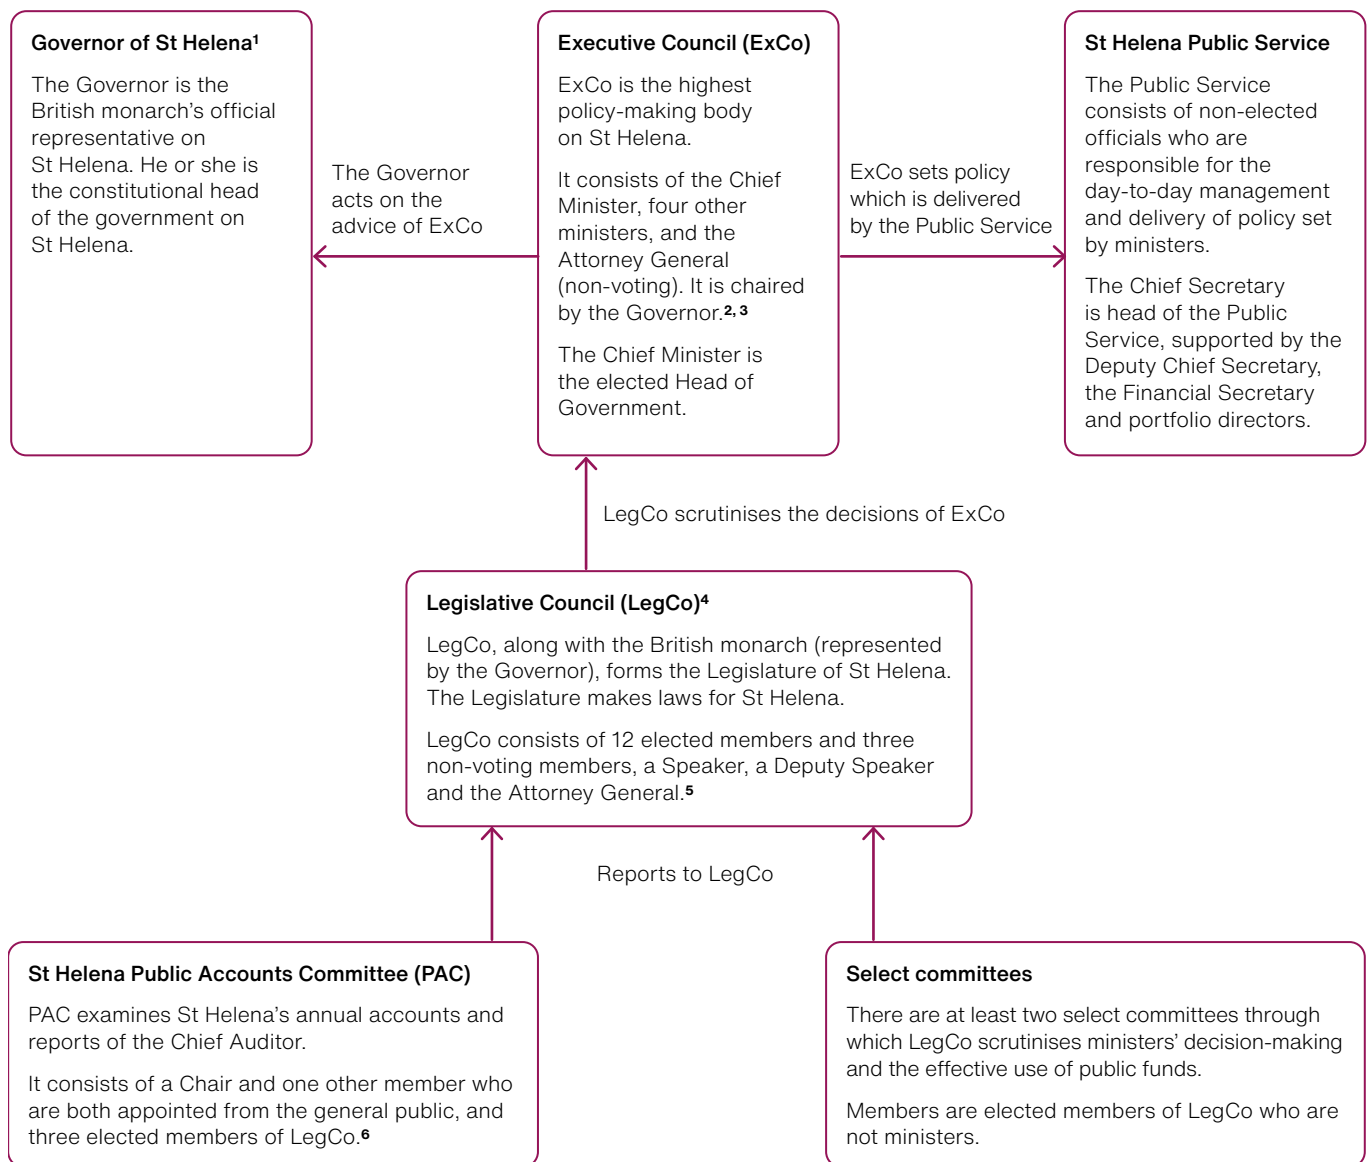 Governor of St Helena¹
The Governor is the
British monarch’s official
representative on
St Helena. He or she is
the constitutional head
of the government on
St Helena.
The Governor
acts on the
advice of ExCo
Executive Council (ExCo)
ExCo is the highest
policy-making body
on St Helena.
It consists of the Chief
Minister, four other
ministers, and the
Attorney General
(non-voting). It is chaired
by the Governor.²,³
The Chief Minister is
the elected Head of
Government.
ExCo sets policy
which is delivered
by the Public Service
St Helena Public Service
The Public Service
consists of non-elected
officials who are
responsible for the
day-to-day management
and delivery of policy set
by ministers.
The Chief Secretary
is head of the Public
Service, supported by the
Deputy Chief Secretary,
the Financial Secretary
and portfolio directors.
LegCo scrutinises the decisions of ExCo
Legislative Council (LegCo)⁴
LegCo, along with the British monarch (represented
by the Governor), forms the Legislature of St Helena.
The Legislature makes laws for St Helena.
LegCo consists of 12 elected members and three
non-voting members, a Speaker, a Deputy Speaker
and the Attorney General.⁵
Reports to LegCo
St Helena Public Accounts Committee (PAC)
PAC examines St Helena’s annual accounts and
reports of the Chief Auditor.
It consists of a Chair and one other member who
are both appointed from the general public, and
three elected members of LegCo.⁶
Select committees
There are at least two select committees through
which LegCo scrutinises ministers’ decision-making
and the effective use of public funds.
Members are elected members of LegCo who are
not ministers.